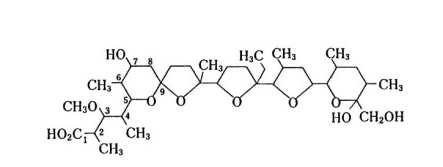 HO 7 8 H₃C CH₃ CH₃
CH₃ 6 CH₃ CH₃
5 O 9 O O O O
CH₃O 3 4 HO CH₂OH
HO₂C 1 2 CH₃
CH₃